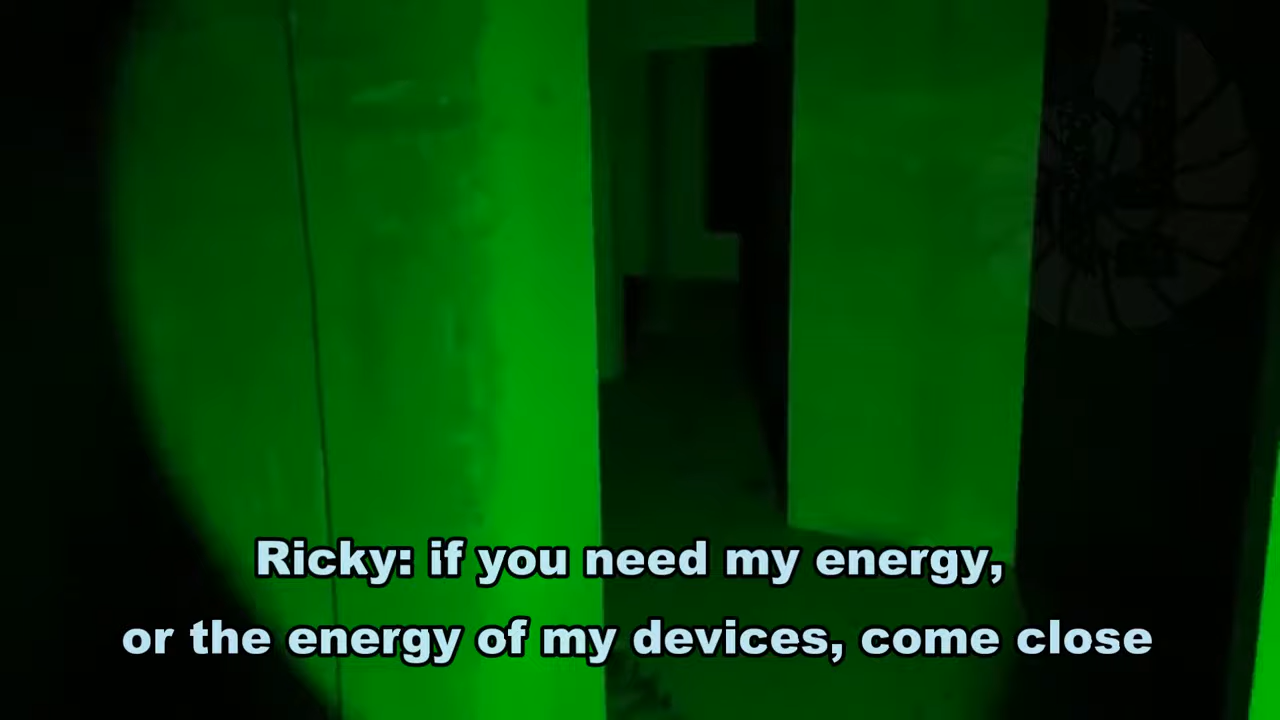 Ricky: if you need my energy,
or the energy of my devices, come close